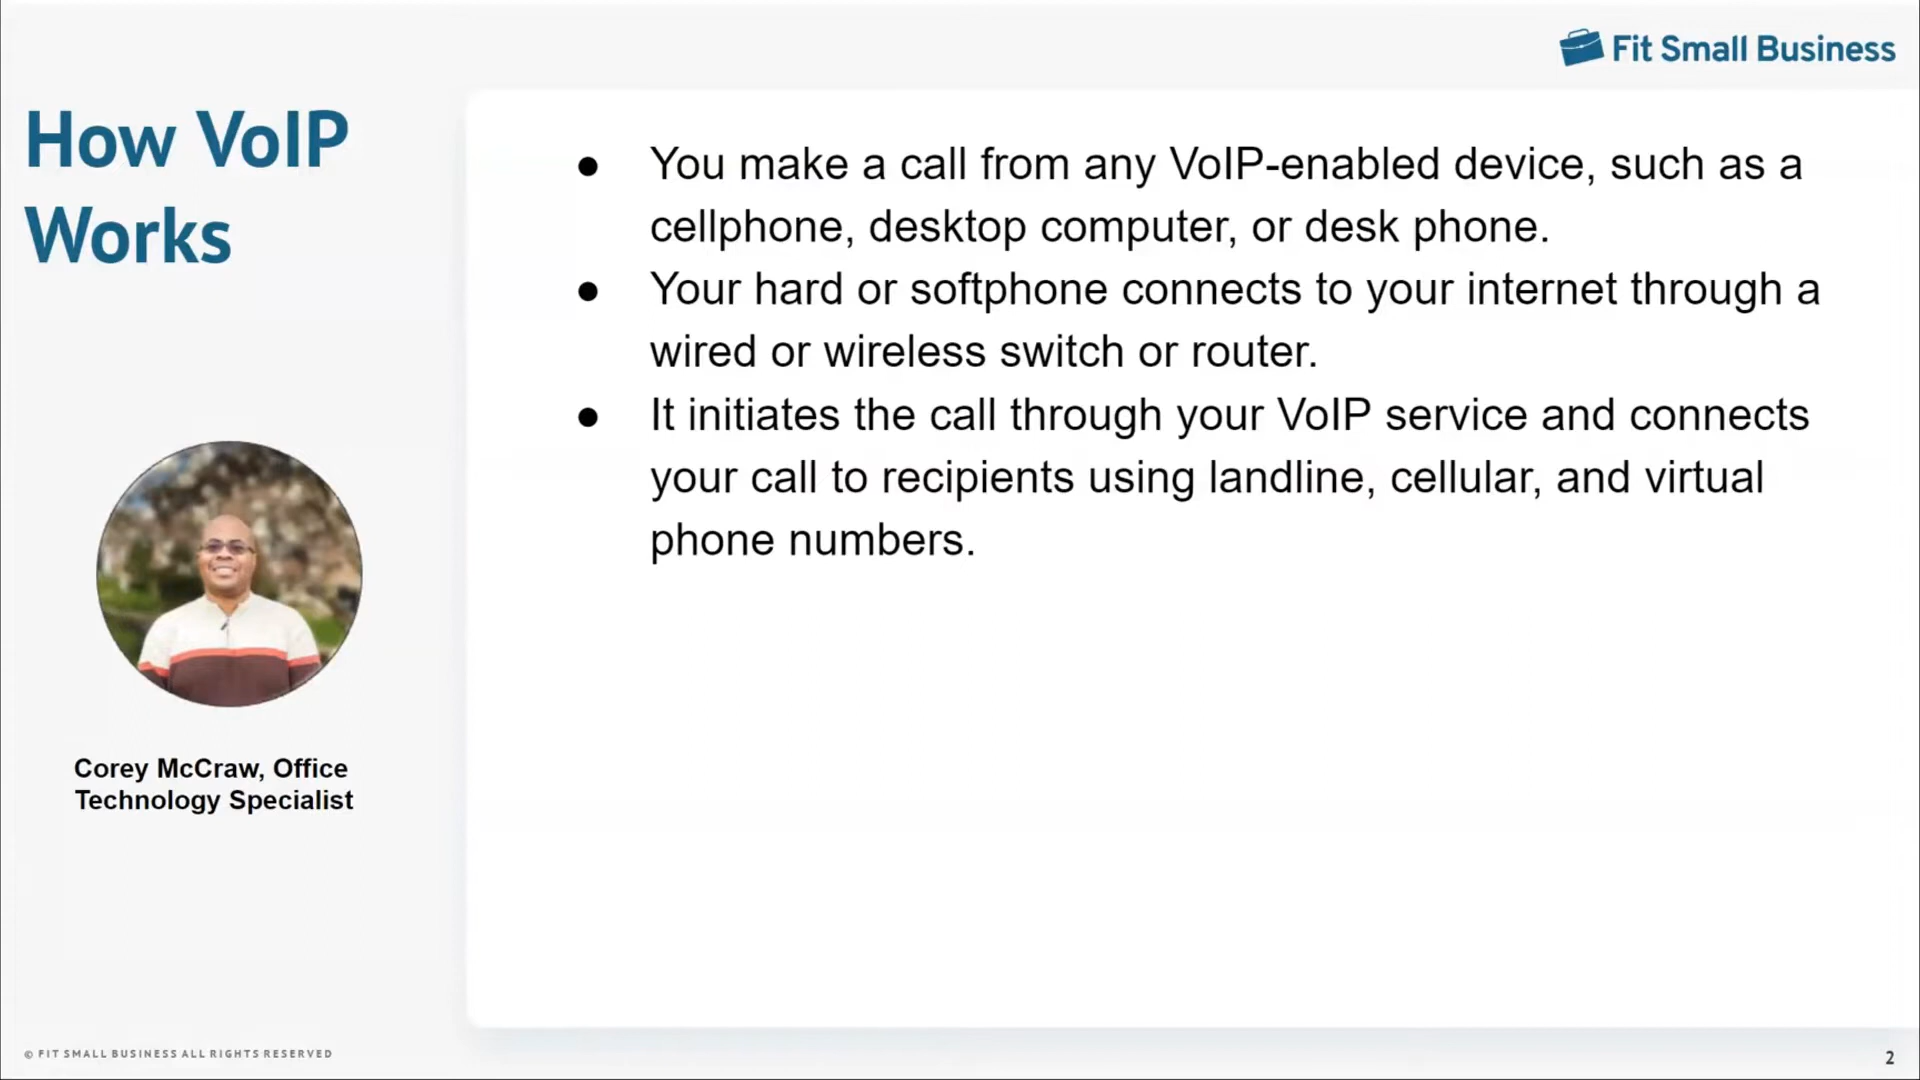 Fit Small Business
How VoIP
Works
● You make a call from any VoIP-enabled device, such as a
cellphone, desktop computer, or desk phone.
● Your hard or softphone connects to your internet through a
wired or wireless switch or router.
● It initiates the call through your VoIP service and connects
your call to recipients using landline, cellular, and virtual
phone numbers.
Corey McCraw, Office
Technology Specialist
© FIT SMALL BUSINESS ALL RIGHTS RESERVED
2